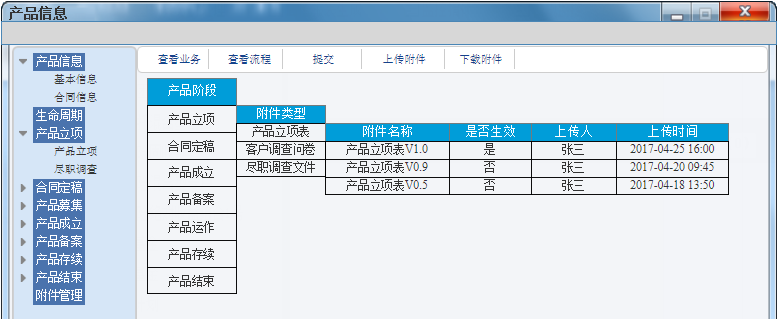 产品信息
查看业务 查看流程 提交 上传附件 下载附件
产品信息
基本信息
合同信息
生命周期
产品立项
产品立项
尽职调查
合同定稿
产品募集
产品成立
产品备案
产品存续
产品结束
附件管理
产品阶段
产品立项
合同定稿
产品成立
产品备案
产品运作
产品存续
产品结束
附件类型
产品立项表
客户调查问卷
尽职调查文件
附件名称 是否生效 上传人 上传时间
产品立项表V1.0 是 张三 2017-04-25 16:00
产品立项表V0.9 否 张三 2017-04-20 09:45
产品立项表V0.5 否 张三 2017-04-18 13:50